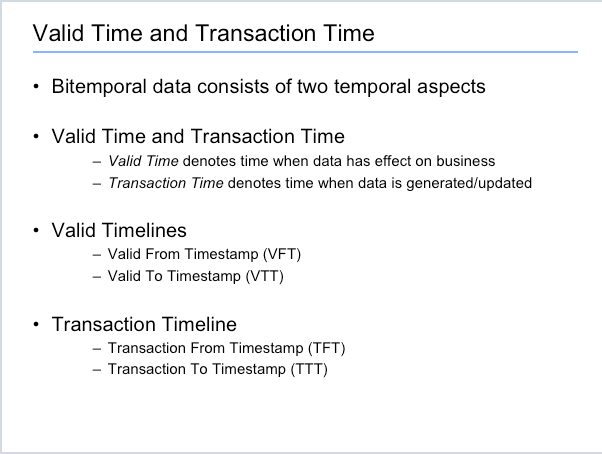 Valid Time and Transaction Time
• Bitemporal data consists of two temporal aspects
• Valid Time and Transaction Time
– Valid Time denotes time when data has effect on business
– Transaction Time denotes time when data is generated/updated
• Valid Timelines
– Valid From Timestamp (VFT)
– Valid To Timestamp (VTT)
• Transaction Timeline
– Transaction From Timestamp (TFT)
– Transaction To Timestamp (TTT)